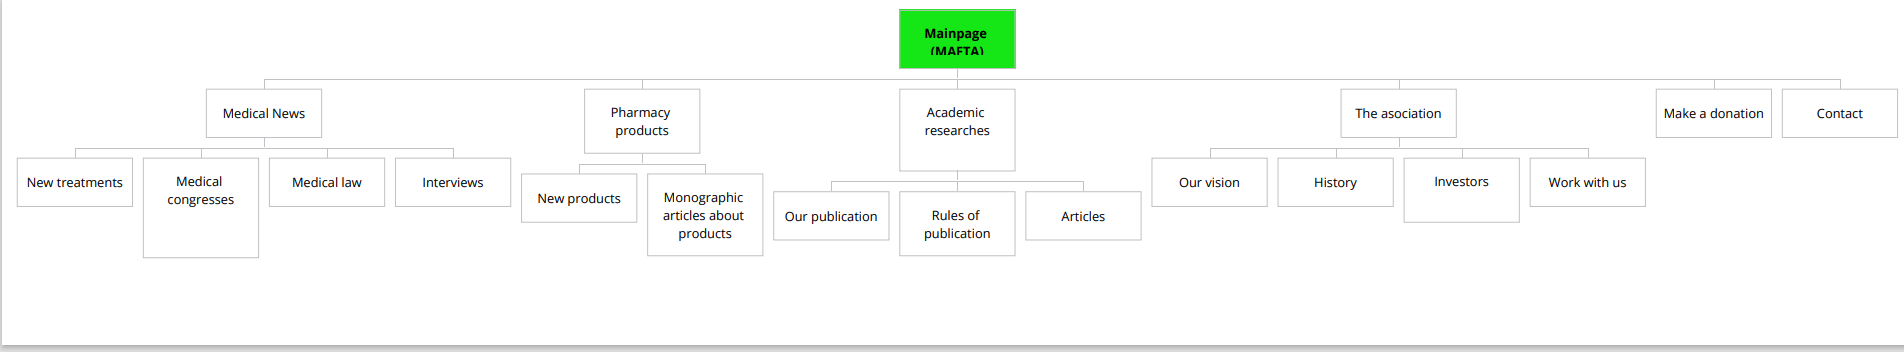 Mainpage
(MAFTA)
Medical News
Pharmacy
products
Academic
researches
The asociation
Make a donation
Contact
New treatments
Medical
congresses
Medical law
Interviews
New products
Monographic
articles about
products
Our publication
Rules of
publication
Articles
Our vision
History
Investors
Work with us